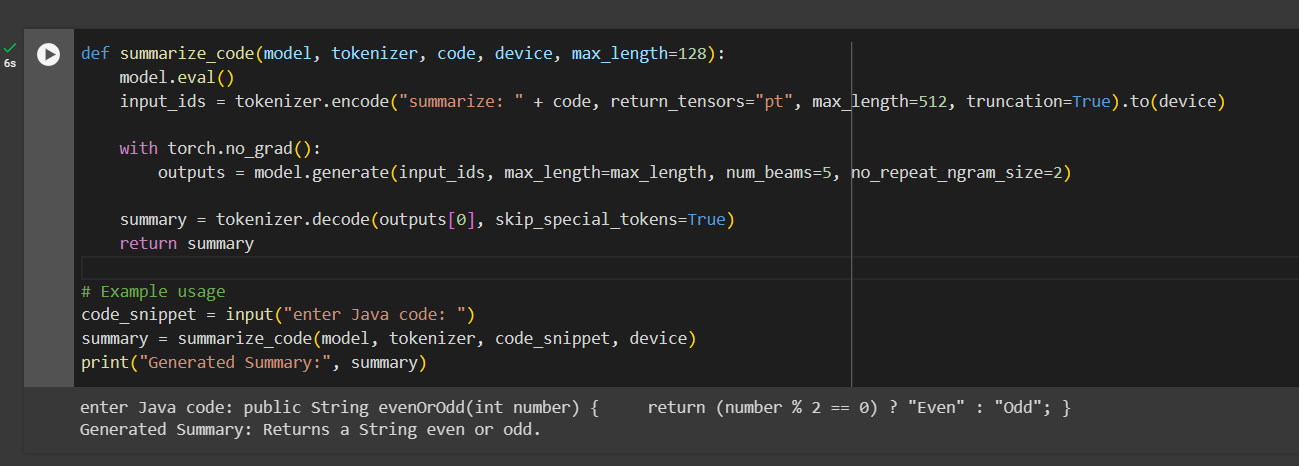 def summarize_code(model, tokenizer, code, device, max_length=128):
    model.eval()
    input_ids = tokenizer.encode("summarize: " + code, return_tensors="pt", max_length=512, truncation=True).to(device)
    with torch.no_grad():
        outputs = model.generate(input_ids, max_length=max_length, num_beams=5, no_repeat_ngram_size=2)
    summary = tokenizer.decode(outputs[0], skip_special_tokens=True)
    return summary
# Example usage
code_snippet = input("enter Java code: ")
summary = summarize_code(model, tokenizer, code_snippet, device)
print("Generated Summary:", summary)
6s
enter Java code: public String evenOrOdd(int number) {     return (number % 2 == 0) ? "Even" : "Odd"; }
Generated Summary: Returns a String even or odd.